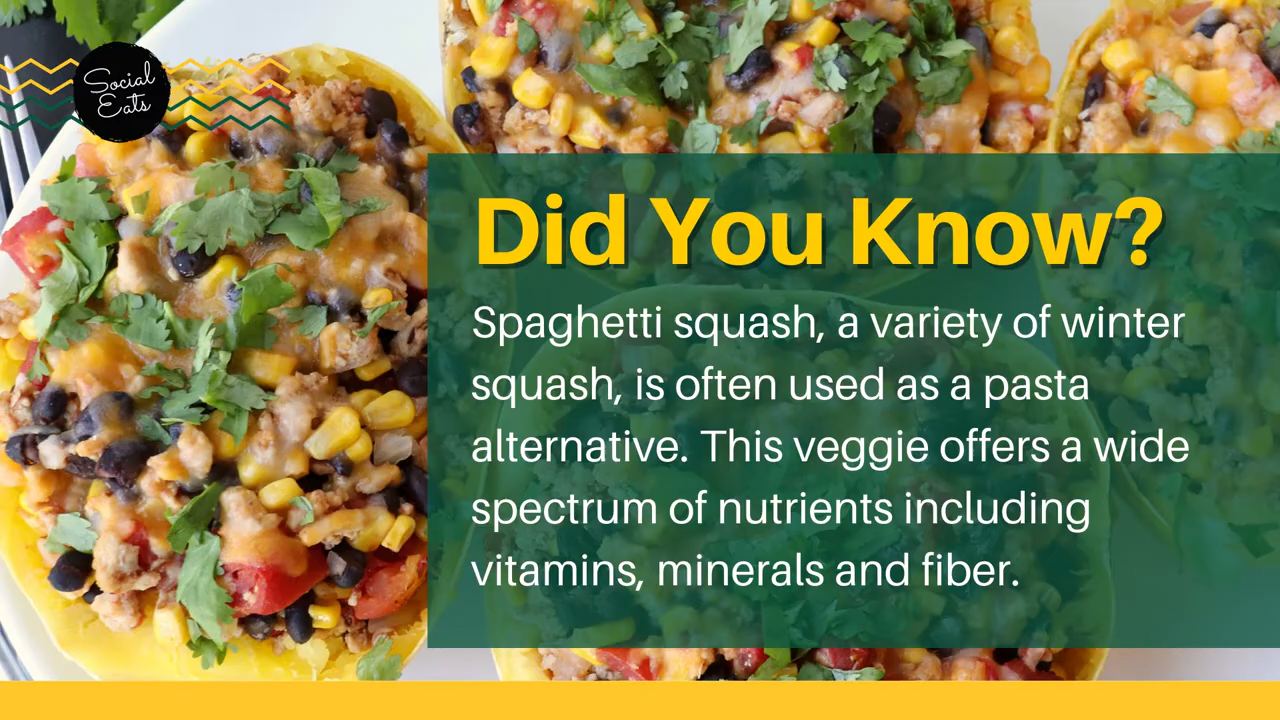 Social
Eats
Did You Know?
Spaghetti squash, a variety of winter
squash, is often used as a pasta
alternative. This veggie offers a wide
spectrum of nutrients including
vitamins, minerals and fiber.